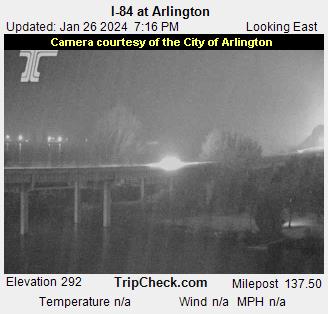 I-84 at Arlington
Updated: Jan 26 2024 7:16 PM Looking East
Camera courtesy of the City of Arlington
Elevation 292 TripCheck.com Milepost 137.50
Temperature n/a Wind n/a MPH n/a